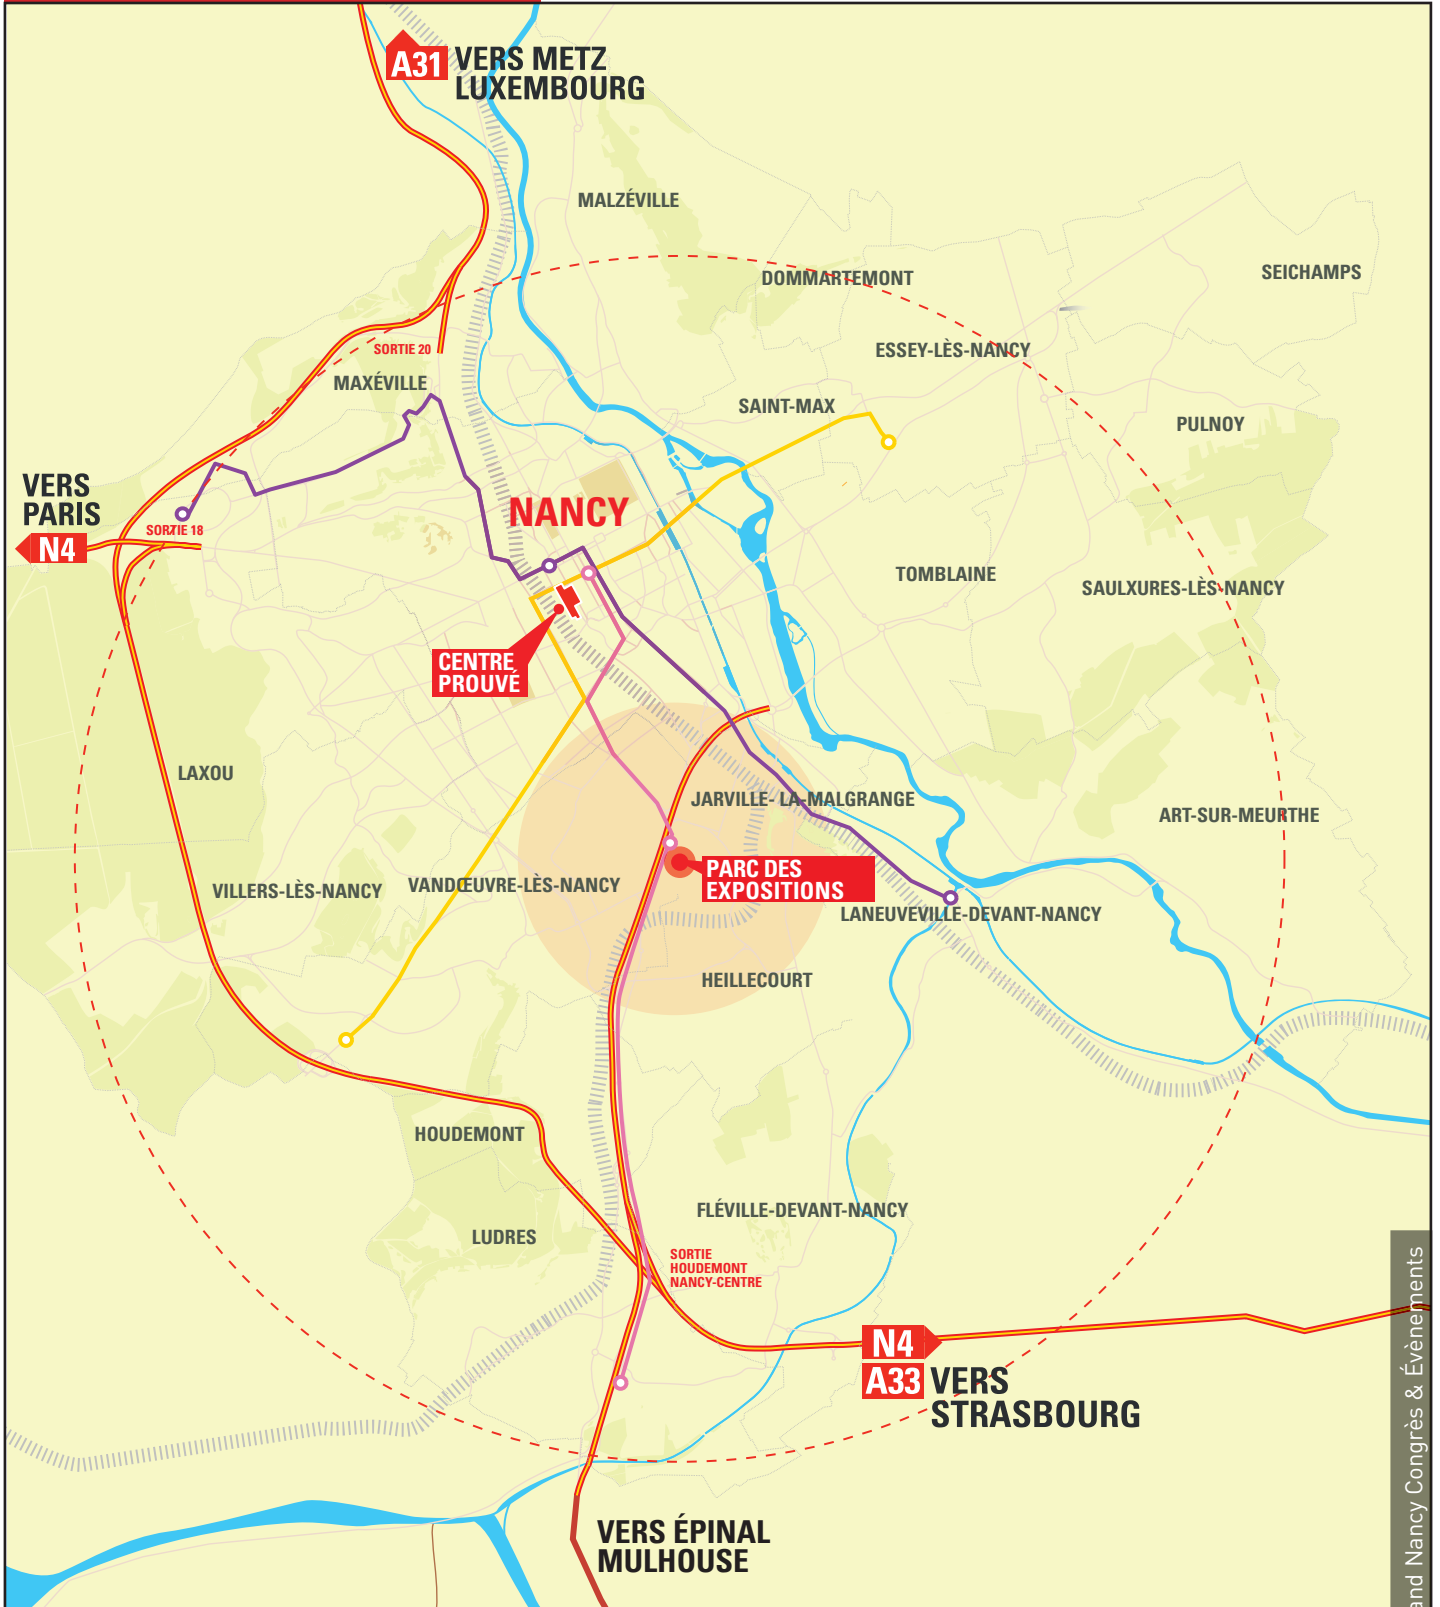 A31
VERS METZ
LUXEMBOURG
MALZÉVILLE
DOMMARTEMONT
SEICHAMPS
SORTIE 20
ESSEY-LÈS-NANCY
MAXÉVILLE
SAINT-MAX
PULNOY
VERS
PARIS
N4
NANCY
SORTIE 18
TOMBLAINE
SAULXURES-LÈS-NANCY
CENTRE
PROUVÉ
LAXOU
JARVILLE- LA-MALGRANGE
ART-SUR-MEURTHE
PARC DES
EXPOSITIONS
VILLERS-LÈS-NANCY
VANDŒUVRE-LÈS-NANCY
LANEUVEVILLE-DEVANT-NANCY
HEILLECOURT
HOUDEMONT
FLÉVILLE-DEVANT-NANCY
LUDRES
SORTIE
HOUDEMONT
NANCY-CENTRE
N4
A33
VERS
STRASBOURG
VERS ÉPINAL
MULHOUSE
and Nancy Congrès & Évènements